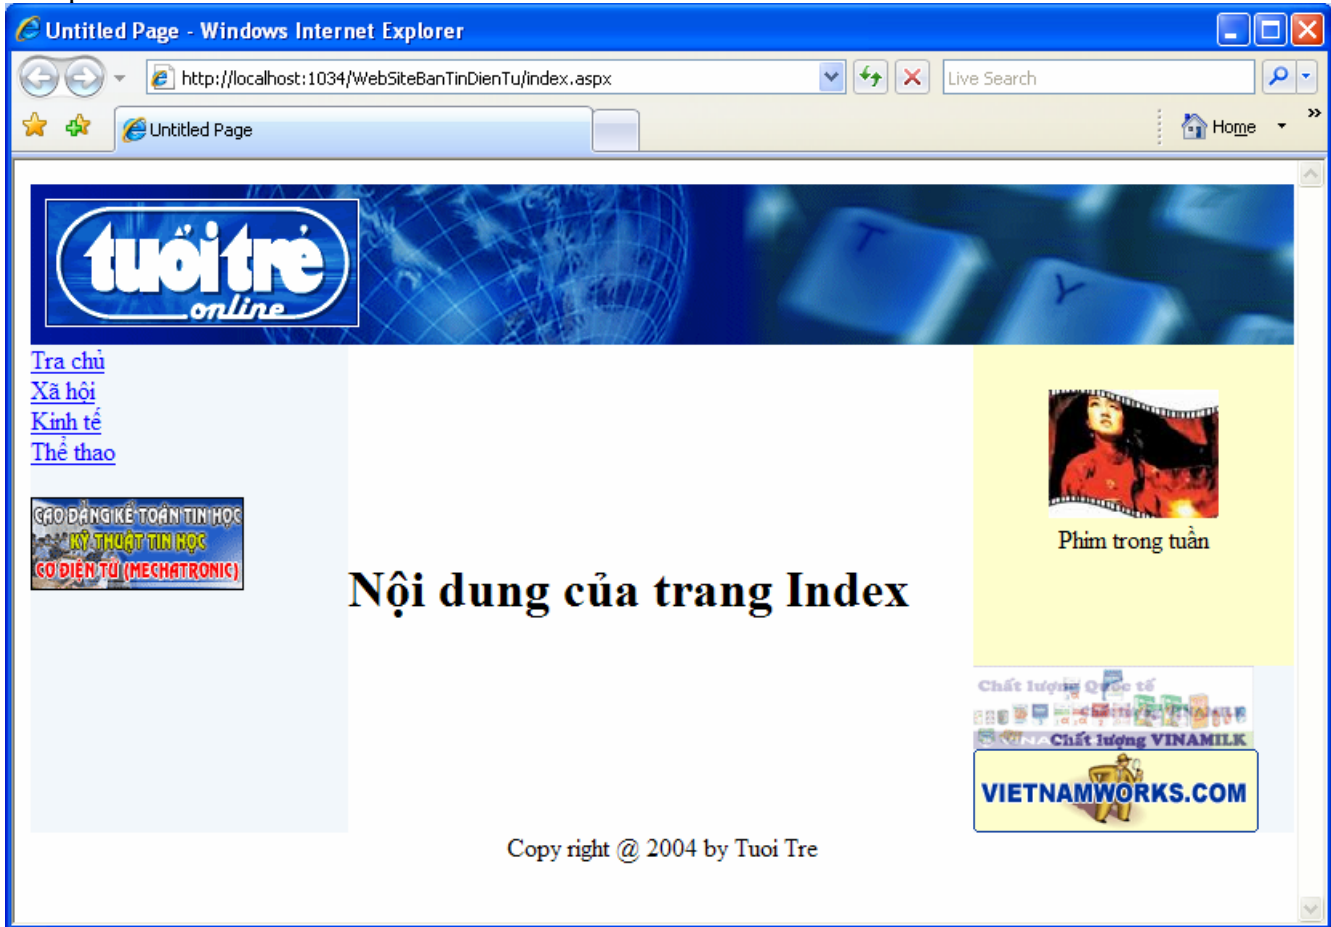 Untitled Page - Windows Internet Explorer
http://localhost:1034/WebSiteBanTinDienTu/index.aspx
Live Search
Untitled Page
Home
tuổi trẻ
online
T
Y
Tra chủ
Xã hội
Kinh tế
Thể thao
CAO ĐẲNG KẾ TOÁN TIN HỌC
KỸ THUẬT TIN HỌC
CƠ ĐIỆN TỬ (MECHATRONIC)
Nội dung của trang Index
Phim trong tuần
Chất lượng Quốc tế
Chất lượng VINAMILK
VIETNAMWORKS.COM
Copy right @ 2004 by Tuoi Tre